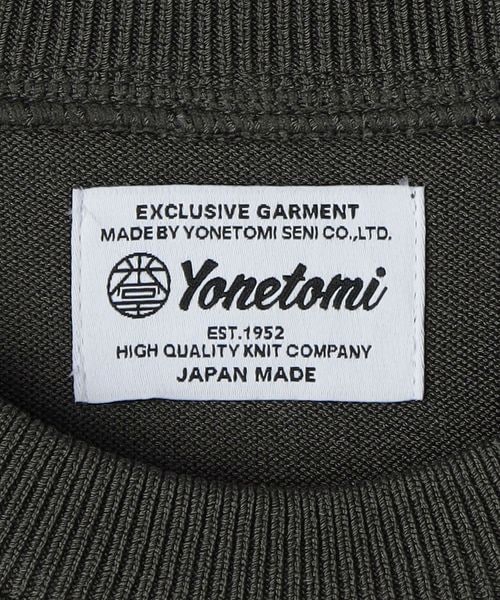 EXCLUSIVE GARMENT
MADE BY YONETOMI SENI CO.,LTD.
Yonetomi
EST.1952
HIGH QUALITY KNIT COMPANY
JAPAN MADE